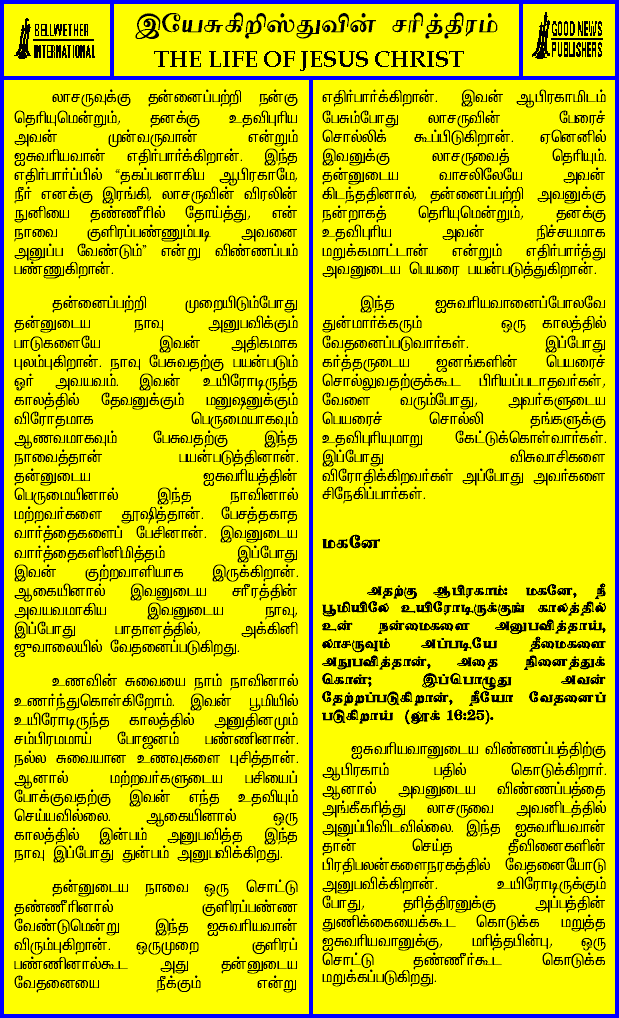 BELLWETHER
INTERNATIONAL
இயேசுகிறிஸ்துவின் சரித்திரம்
THE LIFE OF JESUS CHRIST
GOOD NEWS
PUBLISHERS
லாசருவுக்கு தன்னைப்பற்றி நன்கு
தெரியுமென்றும், தனக்கு உதவிபுரிய
அவன் முன்வருவான் என்றும்
ஐசுவரியவான் எதிர்பார்க்கிறான். இந்த
எதிர்பார்ப்பில் “தகப்பனாகிய ஆபிரகாமே,
நீர் எனக்கு இரங்கி, லாசருவின் விரலின்
நுனியை தண்ணீரில் தோய்த்து, என்
நாவை குளிரப்பண்ணும்படி அவனை
அனுப்ப வேண்டும்” என்று விண்ணப்பம்
பண்ணுகிறான்.
தன்னைப்பற்றி முறையிடும்போது
தன்னுடைய நாவு அனுபவிக்கும்
பாடுகளையே இவன் அதிகமாக
புலம்புகிறான். நாவு பேசுவதற்கு பயன்படும்
ஓர் அவயவம். இவன் உயிரோடிருந்த
காலத்தில் தேவனுக்கும் மனுஷனுக்கும்
விரோதமாக பெருமையாகவும்
ஆணவமாகவும் பேசுவதற்கு இந்த
நாவைத்தான் பயன்படுத்தினான்.
தன்னுடைய ஐசுவரியத்தின்
பெருமையினால் இந்த நாவினால்
மற்றவர்களை தூஷித்தான். பேசத்தகாத
வார்த்தைகளைப் பேசினான். இவனுடைய
வார்த்தைகளினிமித்தம் இப்போது
இவன் குற்றவாளியாக இருக்கிறான்.
ஆகையினால் இவனுடைய சரீரத்தின்
அவயவமாகிய இவனுடைய நாவு,
இப்போது பாதாளத்தில், அக்கினி
ஜுவாலையில் வேதனைப்படுகிறது.
உணவின் சுவையை நாம் நாவினால்
உணர்ந்துகொள்கிறோம். இவன் பூமியில்
உயிரோடிருந்த காலத்தில் அனுதினமும்
சம்பிரமமாய் போஜனம் பண்ணினான்.
நல்ல சுவையான உணவுகளை புசித்தான்.
ஆனால் மற்றவர்களுடைய பசியைப்
போக்குவதற்கு இவன் எந்த உதவியும்
செய்யவில்லை. ஆகையினால் ஒரு
காலத்தில் இன்பம் அனுபவித்த இந்த
நாவு இப்போது துன்பம் அனுபவிக்கிறது.
தன்னுடைய நாவை ஒரு சொட்டு
தண்ணீரினால் குளிரப்பண்ண
வேண்டுமென்று இந்த ஐசுவரியவான்
விரும்புகிறான். ஒருமுறை குளிரப்
பண்ணினால்கூட அது தன்னுடைய
வேதனையை நீக்கும் என்று
எதிர்பார்க்கிறான். இவன் ஆபிரகாமிடம்
பேசும்போது லாசருவின் பேரைச்
சொல்லிக் கூப்பிடுகிறான். ஏனெனில்
இவனுக்கு லாசருவைத் தெரியும்.
தன்னுடைய வாசலிலேயே அவன்
கிடந்ததினால், தன்னைப்பற்றி அவனுக்கு
நன்றாகத் தெரியுமென்றும், தனக்கு
உதவிபுரிய அவன் நிச்சயமாக
மறுக்கமாட்டான் என்றும் எதிர்பார்த்து
அவனுடைய பெயரை பயன்படுத்துகிறான்.
இந்த ஐசுவரியவானைப்போலவே
துன்மார்க்கரும் ஒரு காலத்தில்
வேதனைப்படுவார்கள். இப்போது
கர்த்தருடைய ஜனங்களின் பெயரைச்
சொல்லுவதற்குக்கூட பிரியப்படாதவர்கள்,
வேளை வரும்போது, அவர்களுடைய
பெயரைச் சொல்லி தங்களுக்கு
உதவிபுரியுமாறு கேட்டுக்கொள்வார்கள்.
இப்போது விசுவாசிகளை
விரோதிக்கிறவர்கள் அப்போது அவர்களை
சிநேகிப்பார்கள்.
மகனே
அதற்கு ஆபிரகாம்: மகனே, நீ
பூமியிலே உயிரோடிருக்குங் காலத்தில்
உன் நன்மைகளை அனுபவித்தாய்,
லாசருவும் அப்படியே தீமைகளை
அநுபவித்தான், அதை நினைத்துக்
கொள்; இப்பொழுது அவன்
தேற்றப்படுகிறான், நீயோ வேதனைப்
படுகிறாய் (லூக் 16:25).
ஐசுவரியவானுடைய விண்ணப்பத்திற்கு
ஆபிரகாம் பதில் கொடுக்கிறார்.
ஆனால் அவனுடைய விண்ணப்பத்தை
அங்கீகரித்து லாசருவை அவனிடத்தில்
அனுப்பிவிடவில்லை. இந்த ஐசுவரியவான்
தான் செய்த தீவினைகளின்
பிரதிபலன்களைநரகத்தில் வேதனையோடு
அனுபவிக்கிறான். உயிரோடிருக்கும்
போது, தரித்திரனுக்கு அப்பத்தின்
துணிக்கையைக்கூட கொடுக்க மறுத்த
ஐசுவரியவானுக்கு, மரித்தபின்பு, ஒரு
சொட்டு தண்ணீர்கூட கொடுக்க
மறுக்கப்படுகிறது.